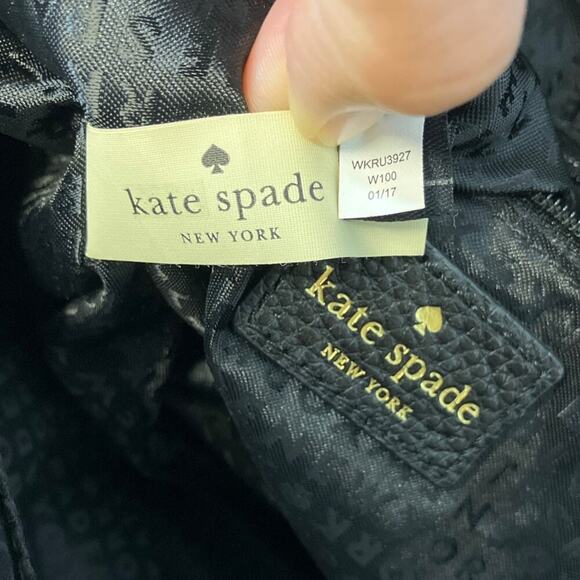 kate spade
NEW YORK
WKRU3927
W100
01/17
kate spade
NEW YORK